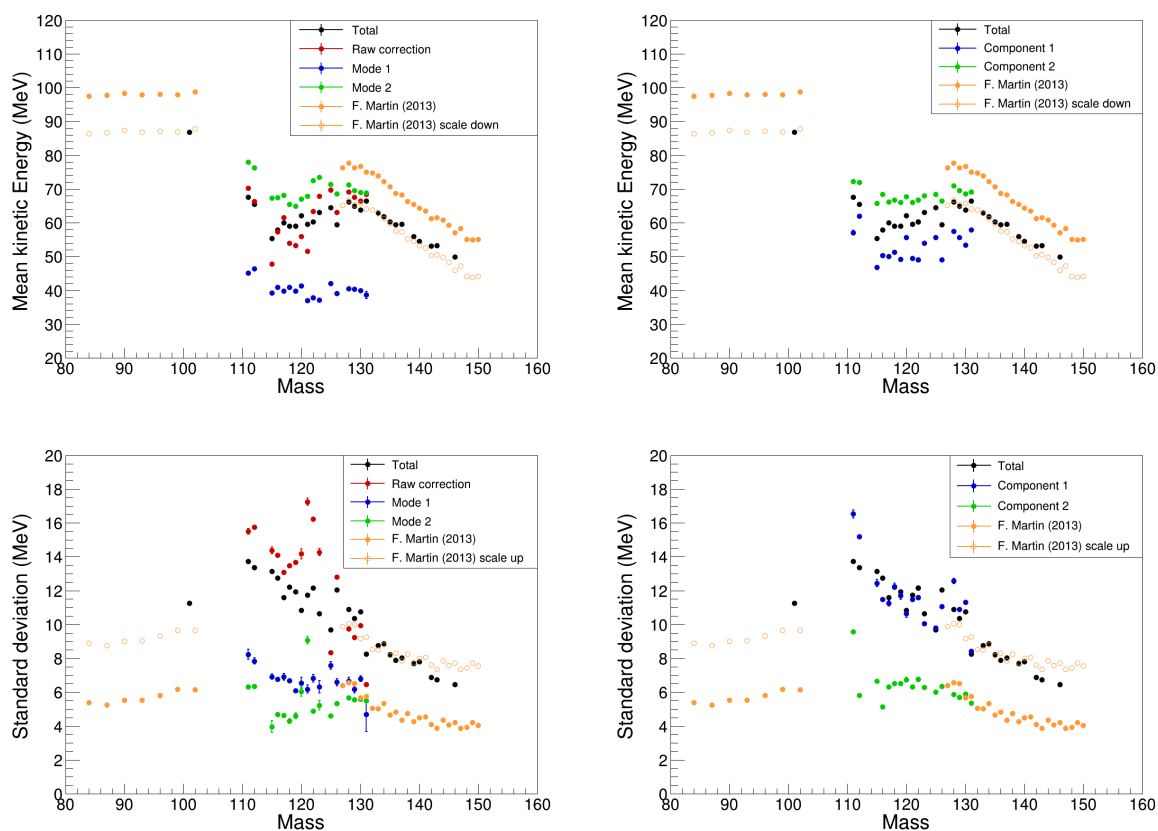 120
110
100
90
80
70
60
50
40
30
20
Mean kinetic Energy (MeV)
Total
Raw correction
Mode 1
Mode 2
F. Martin (2013)
F. Martin (2013) scale down
80 90 100 110 120 130 140 150 160
Mass
120
110
100
90
80
70
60
50
40
30
20
Mean kinetic Energy (MeV)
Total
Component 1
Component 2
F. Martin (2013)
F. Martin (2013) scale down
80 90 100 110 120 130 140 150 160
Mass
20
18
16
14
12
10
8
6
4
2
0
Standard deviation (MeV)
Total
Raw correction
Mode 1
Mode 2
F. Martin (2013)
F. Martin (2013) scale up
80 90 100 110 120 130 140 150 160
Mass
20
18
16
14
12
10
8
6
4
2
0
Standard deviation (MeV)
Total
Component 1
Component 2
F. Martin (2013)
F. Martin (2013) scale up
80 90 100 110 120 130 140 150 160
Mass